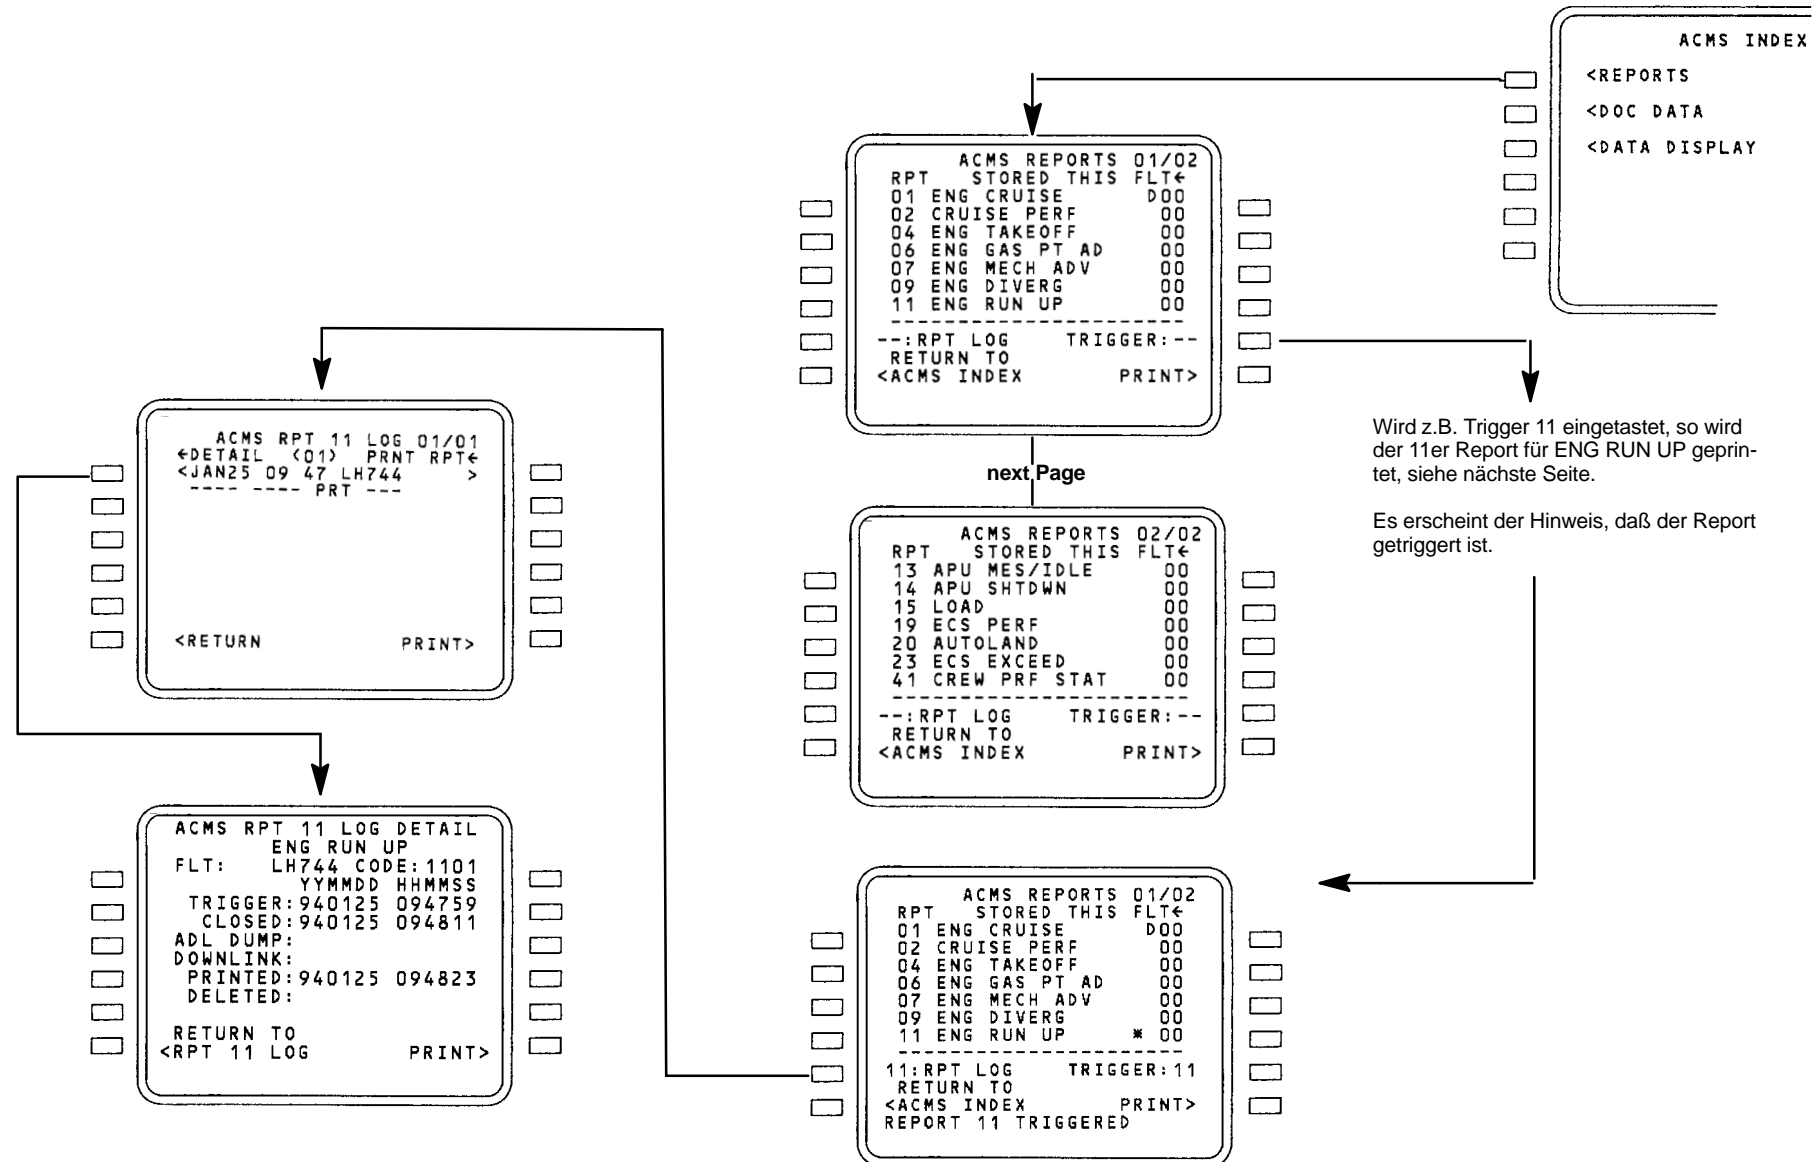 ACMS INDEX
<REPORTS
<DOC DATA
<DATA DISPLAY
ACMS REPORTS 01/02
RPT STORED THIS FLT←
01 ENG CRUISE D00
02 CRUISE PERF 00
04 ENG TAKEOFF 00
06 ENG GAS PT AD 00
07 ENG MECH ADV 00
09 ENG DIVERG 00
11 ENG RUN UP 00
------------------------
--:RPT LOG TRIGGER:--
RETURN TO
<ACMS INDEX PRINT>
next Page
ACMS REPORTS 02/02
RPT STORED THIS FLT←
13 APU MES/IDLE 00
14 APU SHTDWN 00
15 LOAD 00
19 ECS PERF 00
20 AUTOLAND 00
23 ECS EXCEED 00
41 CREW PRF STAT 00
------------------------
--:RPT LOG TRIGGER:--
RETURN TO
<ACMS INDEX PRINT>
Wird z.B. Trigger 11 eingetastet, so wird
der 11er Report für ENG RUN UP geprin-
tet, siehe nächste Seite.
Es erscheint der Hinweis, daß der Report
getriggert ist.
ACMS REPORTS 01/02
RPT STORED THIS FLT←
01 ENG CRUISE D00
02 CRUISE PERF 00
04 ENG TAKEOFF 00
06 ENG GAS PT AD 00
07 ENG MECH ADV 00
09 ENG DIVERG 00
11 ENG RUN UP * 00
------------------------
11:RPT LOG TRIGGER:11
RETURN TO
<ACMS INDEX PRINT>
REPORT 11 TRIGGERED
ACMS RPT 11 LOG 01/01
←DETAIL (01) PRNT RPT←
<JAN25 09 47 LH744 >
---- ---- PRT ---
<RETURN PRINT>
ACMS RPT 11 LOG DETAIL
ENG RUN UP
FLT: LH744 CODE:1101
YYMMDD HHMMSS
TRIGGER:940125 094759
CLOSED:940125 094811
ADL DUMP:
DOWNLINK:
PRINTED:940125 094823
DELETED:
RETURN TO
<RPT 11 LOG PRINT>